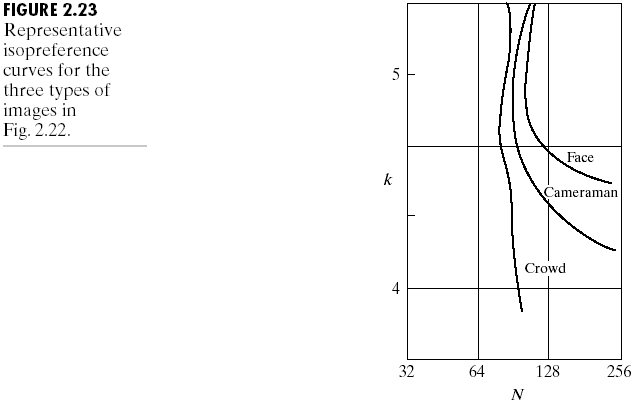 FIGURE 2.23
Representative
isopreference
curves for the
three types of
images in
Fig. 2.22.
5
Face
k
Cameraman
Crowd
4
32 64 128 256
N